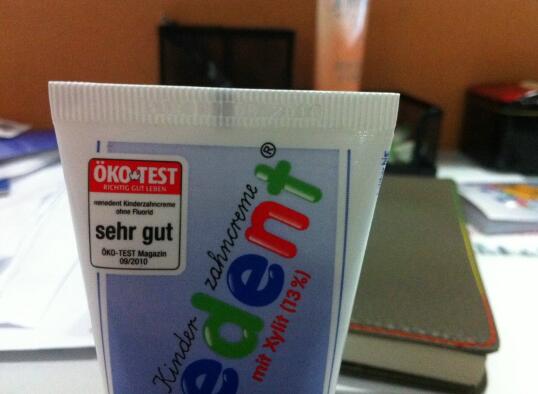 ÖKO-TEST
RICHTIG GUT LEBEN
nenedent Kinderzahncreme
ohne Fluorid
sehr gut
ÖKO-TEST Magazin
09/2010
Kinder zahncreme
edent®
mit Xylit (13%)